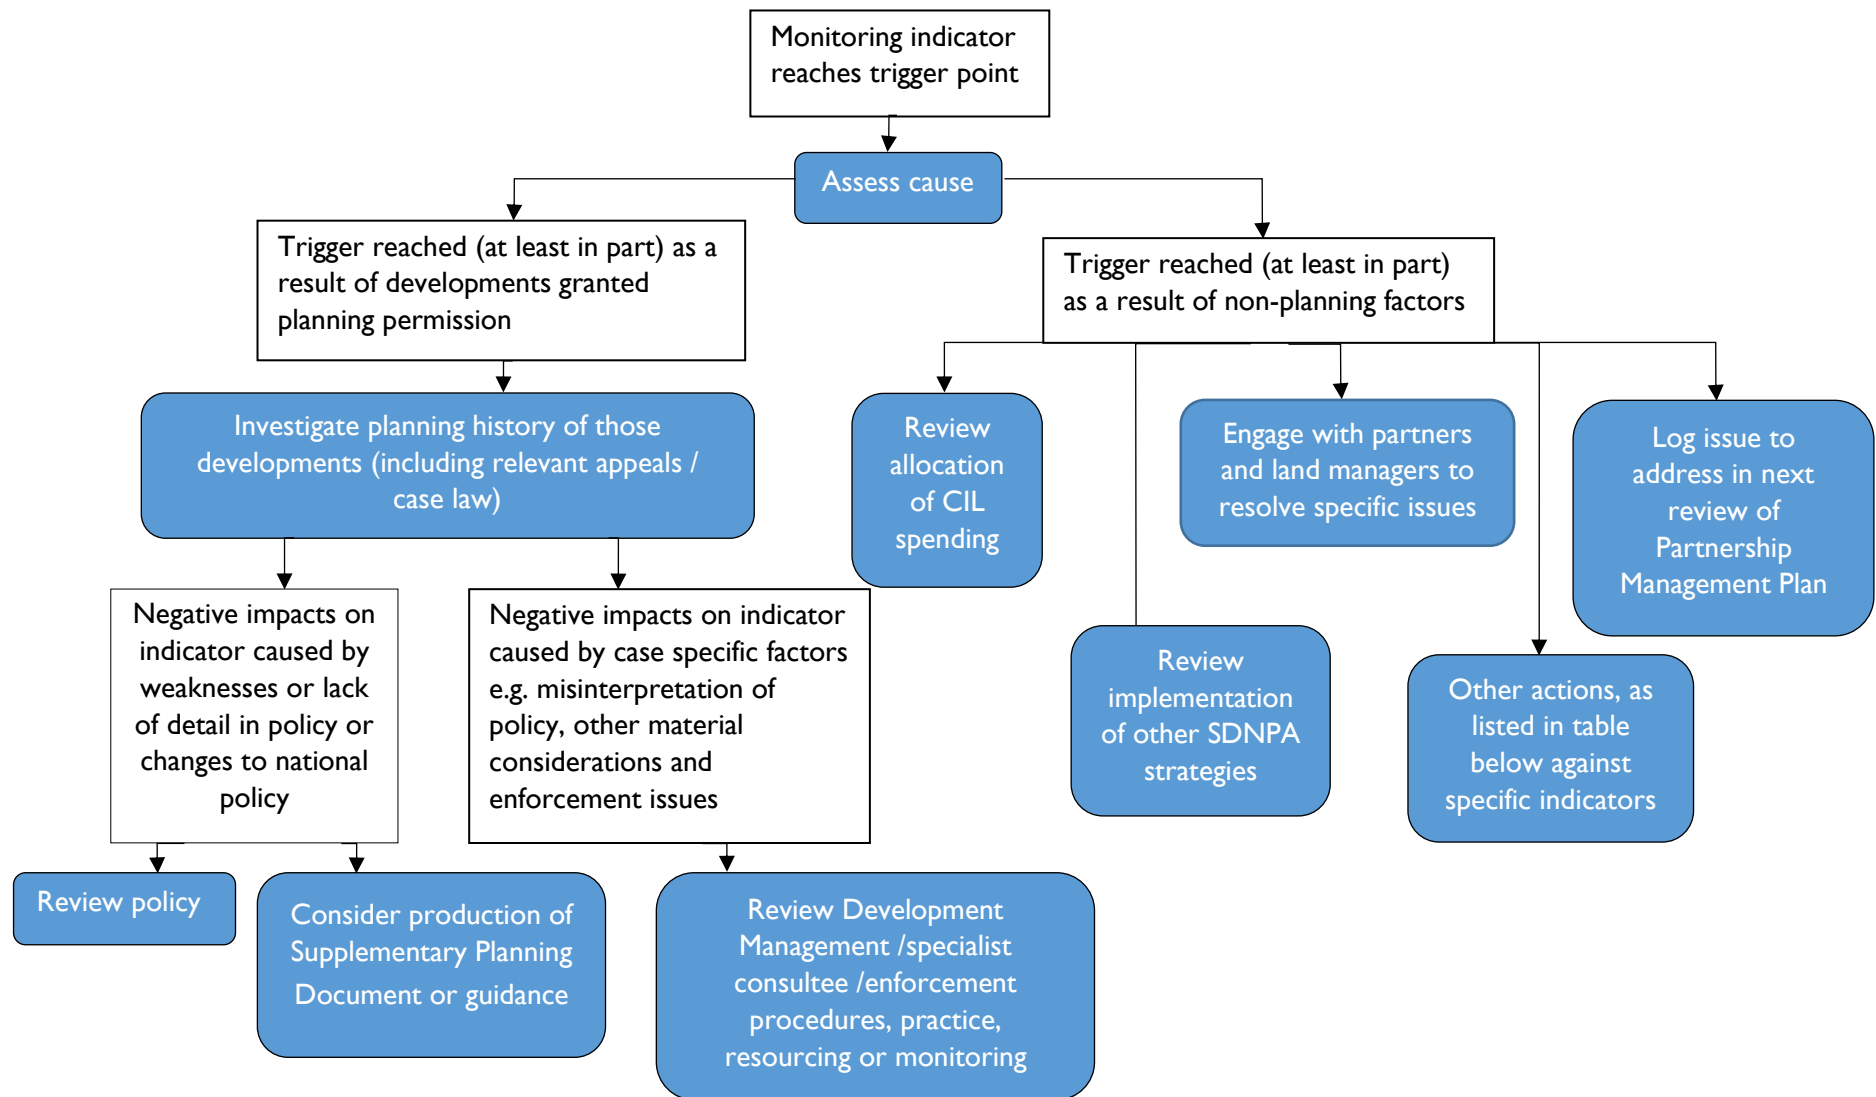 Monitoring indicator
reaches trigger point
Assess cause
Trigger reached (at least in part) as a
result of developments granted
planning permission
Trigger reached (at least in part)
as a result of non-planning factors
Investigate planning history of those
developments (including relevant appeals /
case law)
Review
allocation
of CIL
spending
Engage with partners
and land managers to
resolve specific issues
Log issue to
address in next
review of
Partnership
Management Plan
Negative impacts on
indicator caused by
weaknesses or lack
of detail in policy or
changes to national
policy
Negative impacts on indicator
caused by case specific factors
e.g. misinterpretation of
policy, other material
considerations and
enforcement issues
Review
implementation
of other SDNPA
strategies
Other actions, as
listed in table
below against
specific indicators
Review policy
Consider production of
Supplementary Planning
Document or guidance
Review Development
Management /specialist
consultee /enforcement
procedures, practice,
resourcing or monitoring